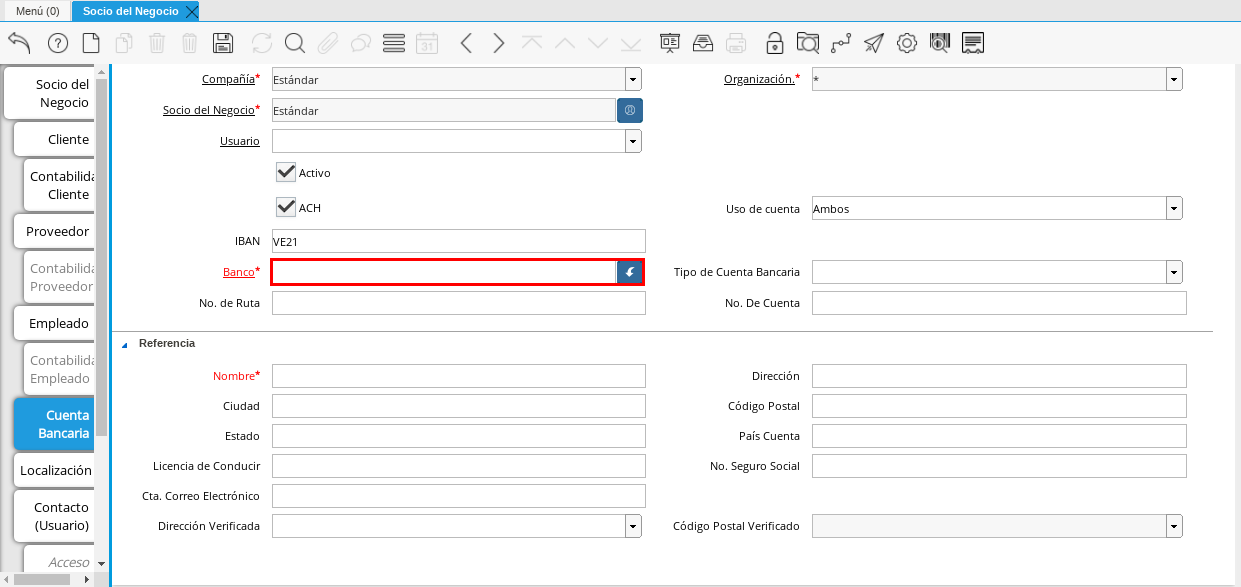 Menú (0)
Socio del Negocio
31
Socio del
Negocio
Cliente
Contabilida
Cliente
Proveedor
Contabilida
Proveedor
Empleado
Contabilida
Empleado
Cuenta
Bancaria
Localización
Contacto
(Usuario)
Acceso
Compañía* Estándar Organización.* *
Socio del Negocio* Estándar
Usuario
Activo
ACH Uso de cuenta Ambos
IBAN VE21
Banco* Tipo de Cuenta Bancaria
No. de Ruta No. De Cuenta
Referencia
Nombre* Dirección
Ciudad Código Postal
Estado País Cuenta
Licencia de Conducir No. Seguro Social
Cta. Correo Electrónico
Dirección Verificada Código Postal Verificado